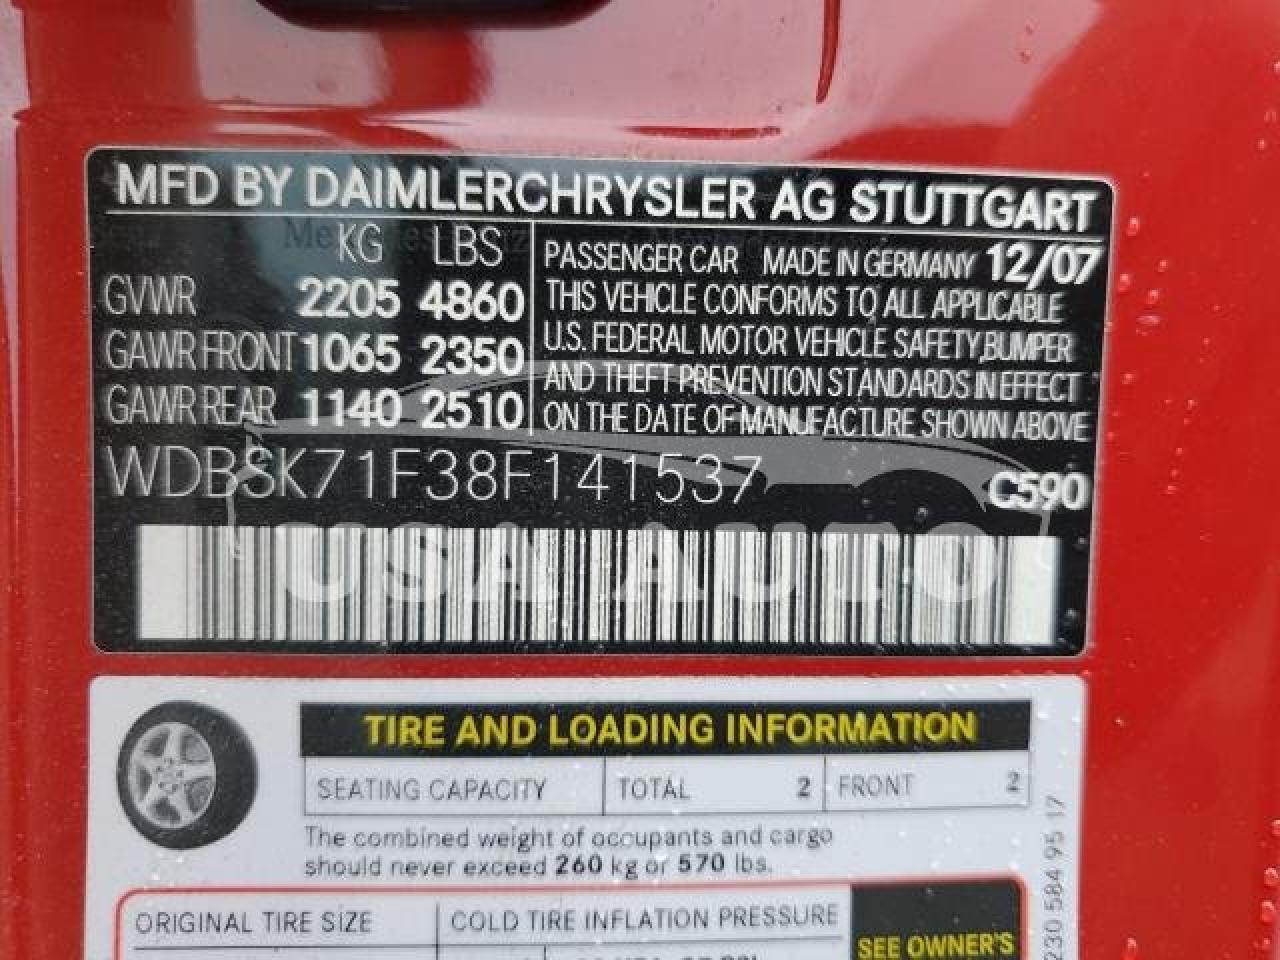 MFD BY DAIMLERCHRYSLER AG STUTTGART
KG LBS
GVWR 2205 4860
GAWR FRONT 1065 2350
GAWR REAR 1140 2510
PASSENGER CAR MADE IN GERMANY 12/07
THIS VEHICLE CONFORMS TO ALL APPLICABLE
U.S. FEDERAL MOTOR VEHICLE SAFETY, BUMPER
AND THEFT PREVENTION STANDARDS IN EFFECT
ON THE DATE OF MANUFACTURE SHOWN ABOVE
WDBSK71F38F141537 C590
USA AUTO
TIRE AND LOADING INFORMATION
SEATING CAPACITY TOTAL 2 FRONT 2
The combined weight of occupants and cargo
should never exceed 260 kg or 570 lbs.
ORIGINAL TIRE SIZE COLD TIRE INFLATION PRESSURE
SEE OWNER'S
230 584 95 17